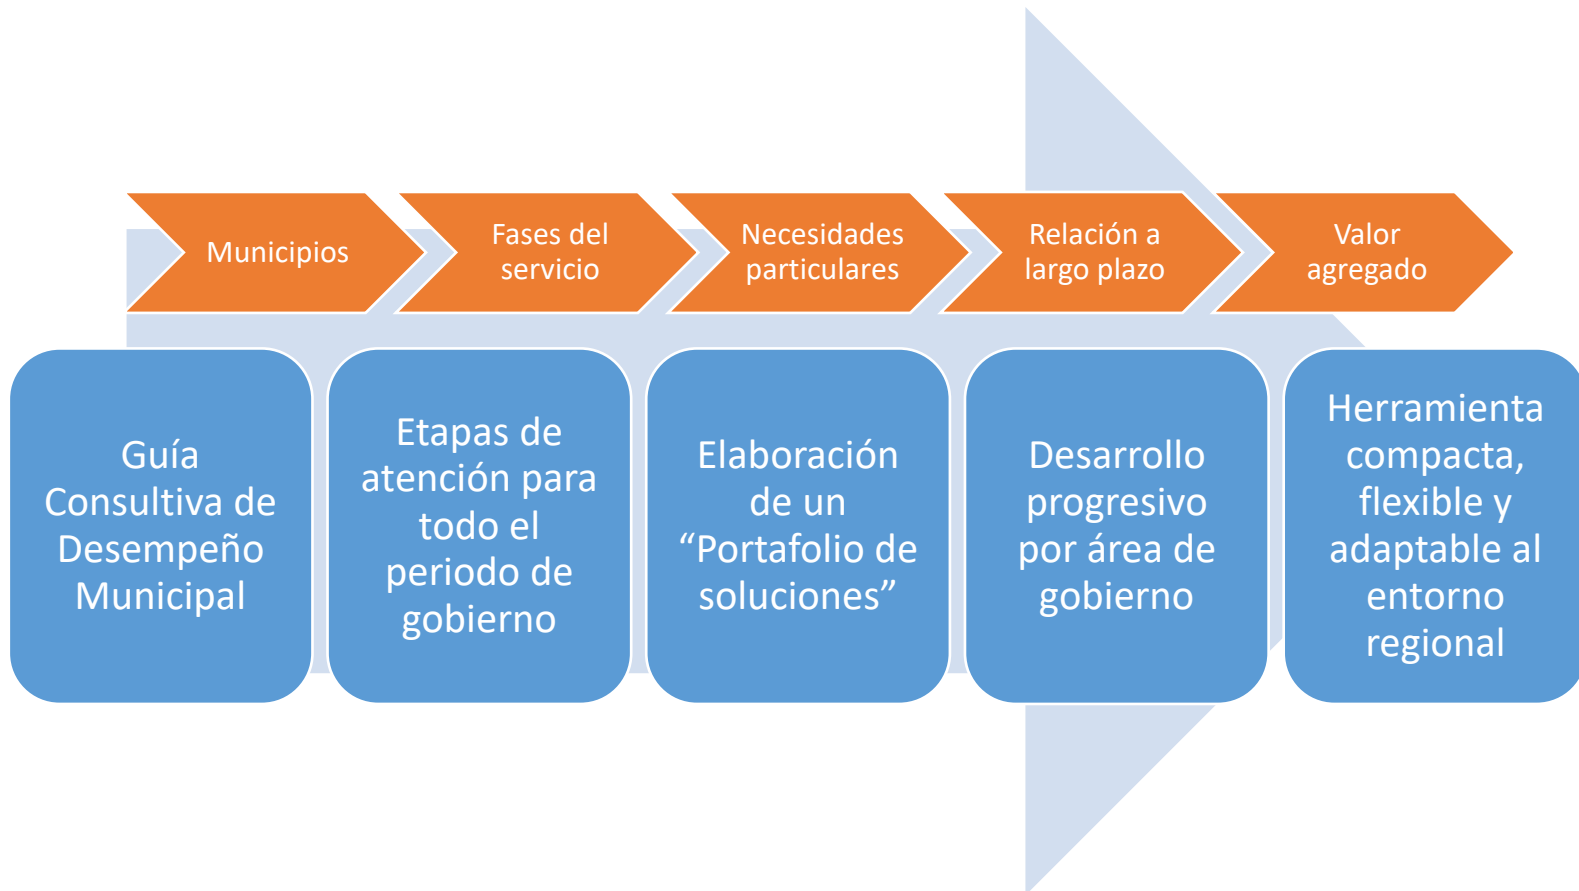 Municipios
Fases del
servicio
Necesidades
particulares
Relación a
largo plazo
Valor
agregado
Guía
Consultiva de
Desempeño
Municipal
Etapas de
atención para
todo el
periodo de
gobierno
Elaboración
de un
“Portafolio de
soluciones”
Desarrollo
progresivo
por área de
gobierno
Herramienta
compacta,
flexible y
adaptable al
entorno
regional